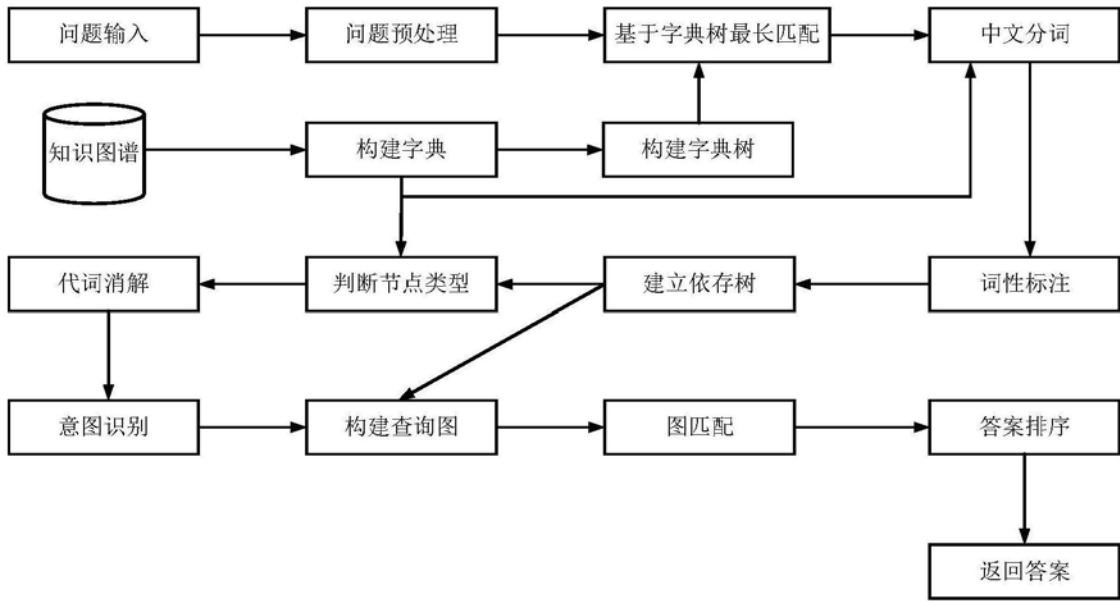 问题输入
问题预处理
基于字典树最长匹配
中文分词
知识图谱
构建字典
构建字典树
代词消解
判断节点类型
建立依存树
词性标注
意图识别
构建查询图
图匹配
答案排序
返回答案